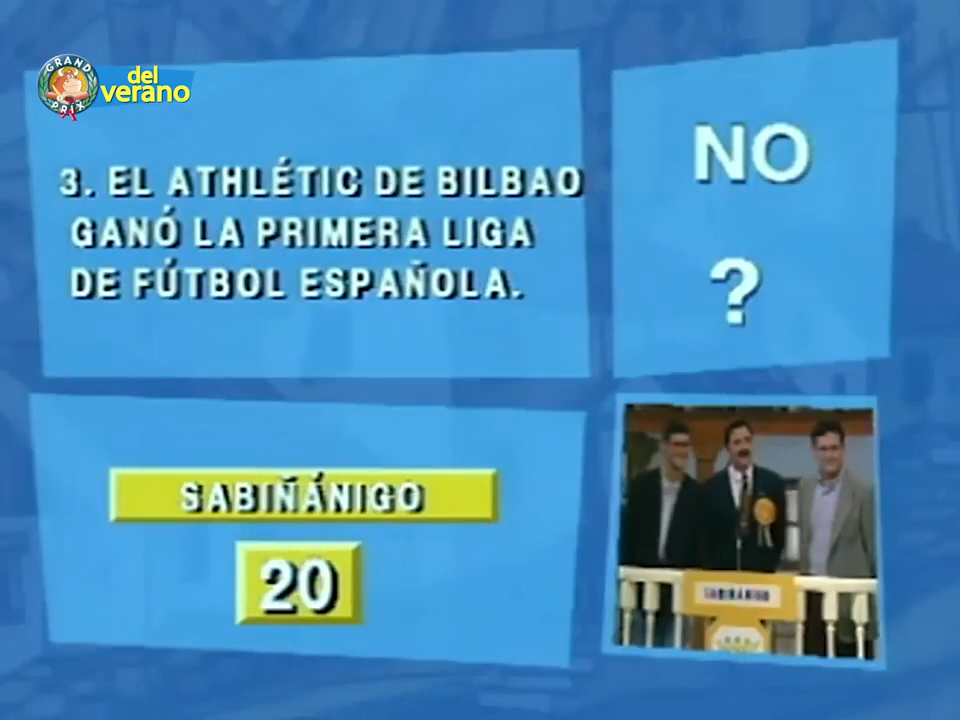 GRAND
PRIX
del
verano
3. EL ATHLÉTIC DE BILBAO
GANÓ LA PRIMERA LIGA
DE FÚTBOL ESPAÑOLA.
NO
?
SABIÑÁNIGO
20
SABIÑÁNIGO